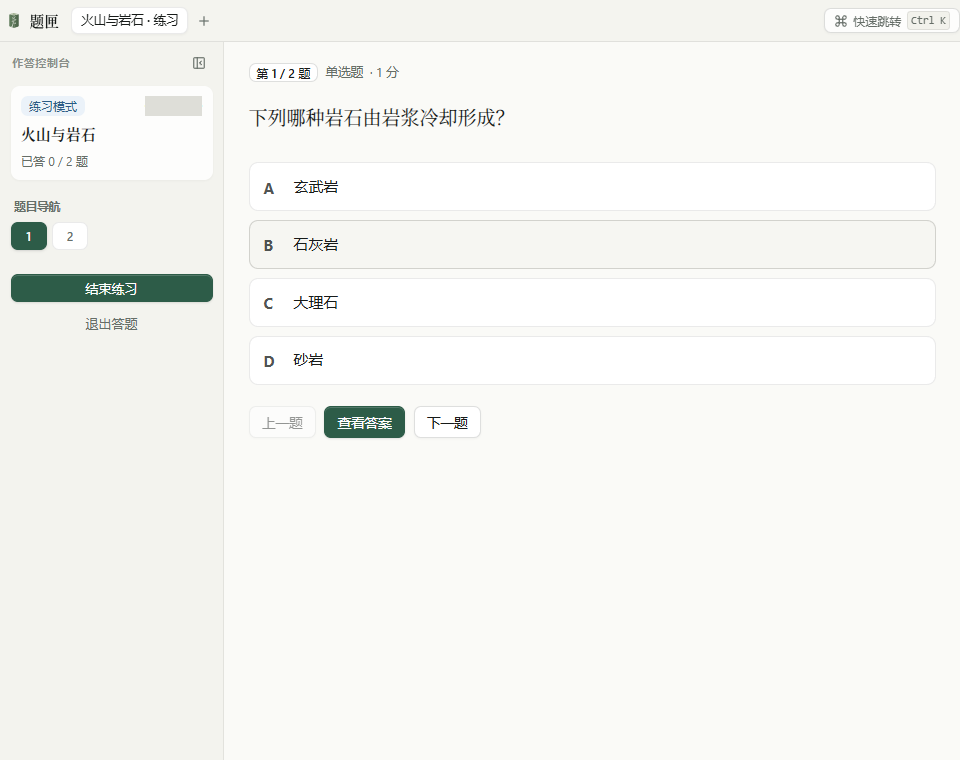 题匣
火山与岩石 · 练习
+
⌘ 快速跳转 Ctrl K
作答控制台
练习模式
火山与岩石
已答 0 / 2 题
题目导航
1
2
结束练习
退出答题
第 1 / 2 题 单选题 · 1 分
下列哪种岩石由岩浆冷却形成？
A 玄武岩
B 石灰岩
C 大理石
D 砂岩
上一题 查看答案 下一题